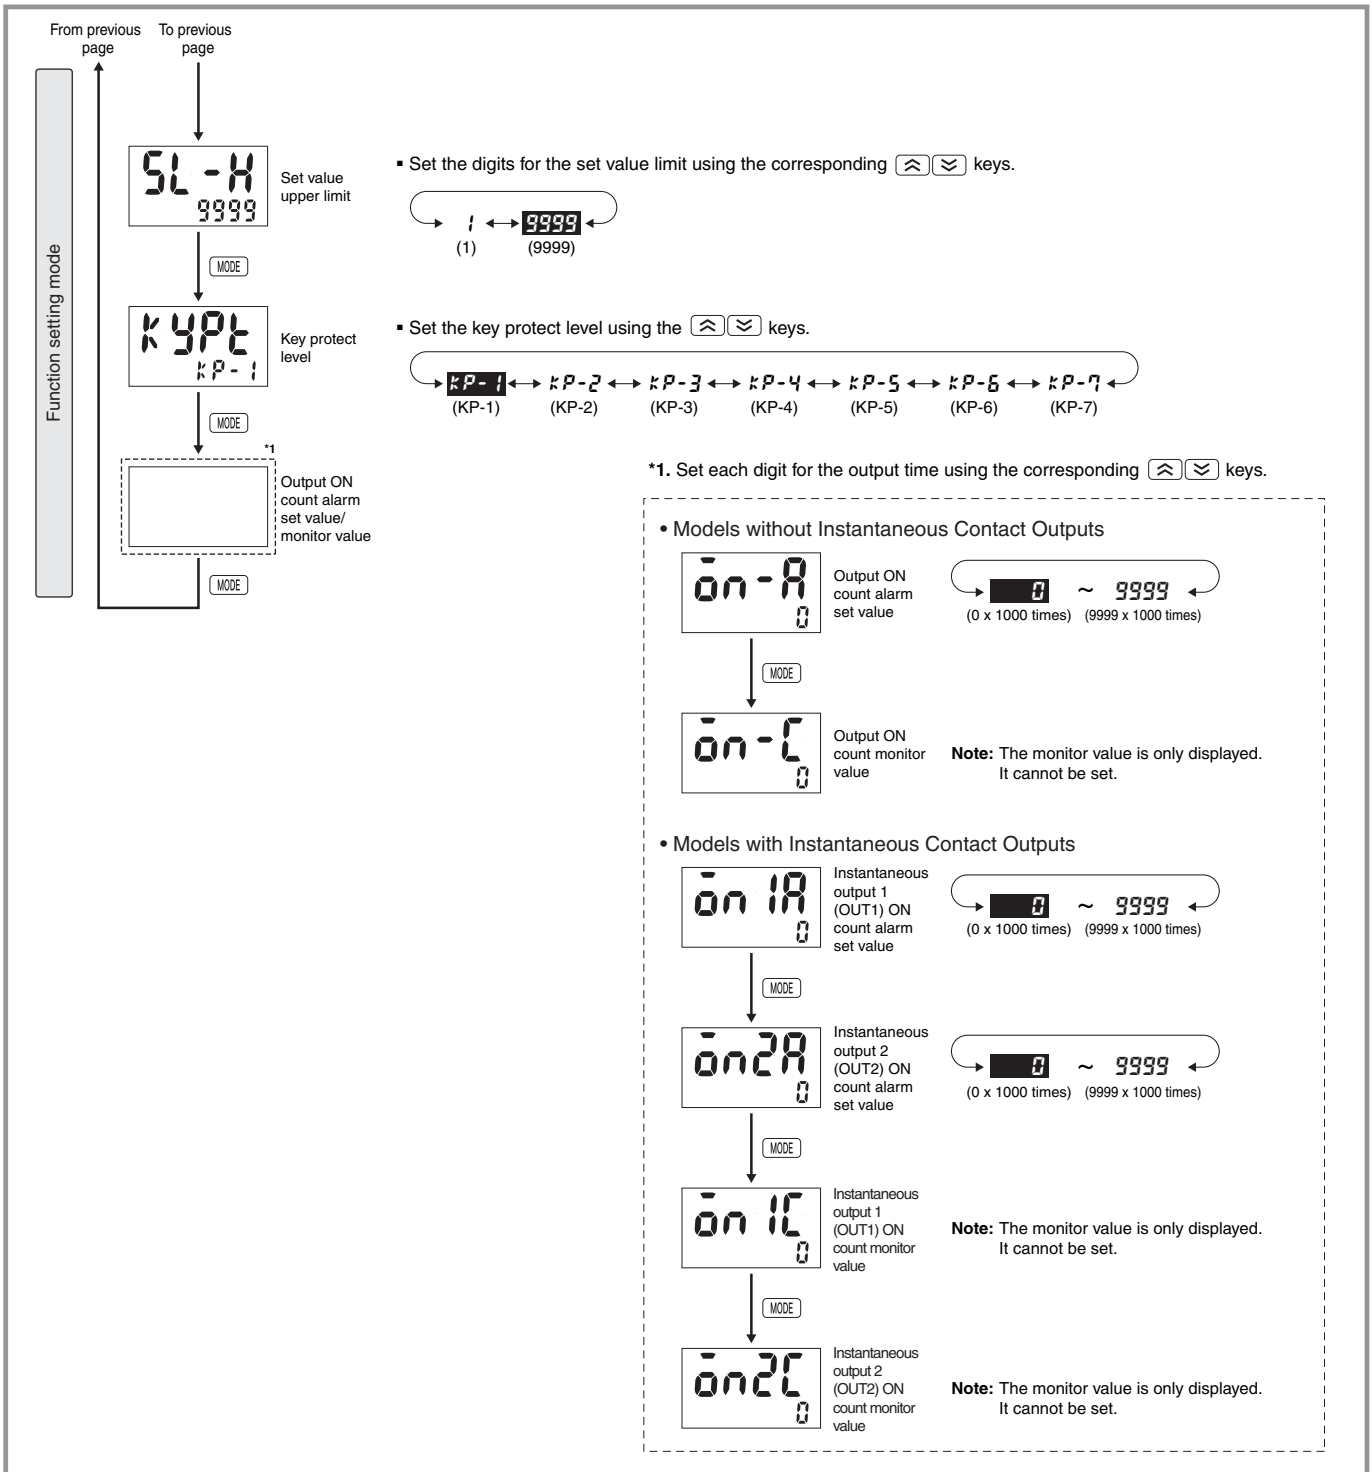 From previous page
To previous page
Function setting mode
SL-H
9999
Set value
upper limit
▪ Set the digits for the set value limit using the corresponding keys.
1 9999
(1) (9999)
MODE
KYPt
KP-1
Key protect
level
▪ Set the key protect level using the keys.
KP-1 KP-2 KP-3 KP-4 KP-5 KP-6 KP-7
(KP-1) (KP-2) (KP-3) (KP-4) (KP-5) (KP-6) (KP-7)
MODE
*1
Output ON
count alarm
set value/
monitor value
MODE
*1. Set each digit for the output time using the corresponding keys.
• Models without Instantaneous Contact Outputs
on-A
0
Output ON
count alarm
set value
0 ~ 9999
(0 x 1000 times) (9999 x 1000 times)
MODE
on-C
0
Output ON
count monitor
value
Note: The monitor value is only displayed.
It cannot be set.
• Models with Instantaneous Contact Outputs
on1A
0
Instantaneous
output 1
(OUT1) ON
count alarm
set value
0 ~ 9999
(0 x 1000 times) (9999 x 1000 times)
MODE
on2A
0
Instantaneous
output 2
(OUT2) ON
count alarm
set value
0 ~ 9999
(0 x 1000 times) (9999 x 1000 times)
MODE
on1C
0
Instantaneous
output 1
(OUT1) ON
count monitor
value
Note: The monitor value is only displayed.
It cannot be set.
MODE
on2C
0
Instantaneous
output 2
(OUT2) ON
count monitor
value
Note: The monitor value is only displayed.
It cannot be set.